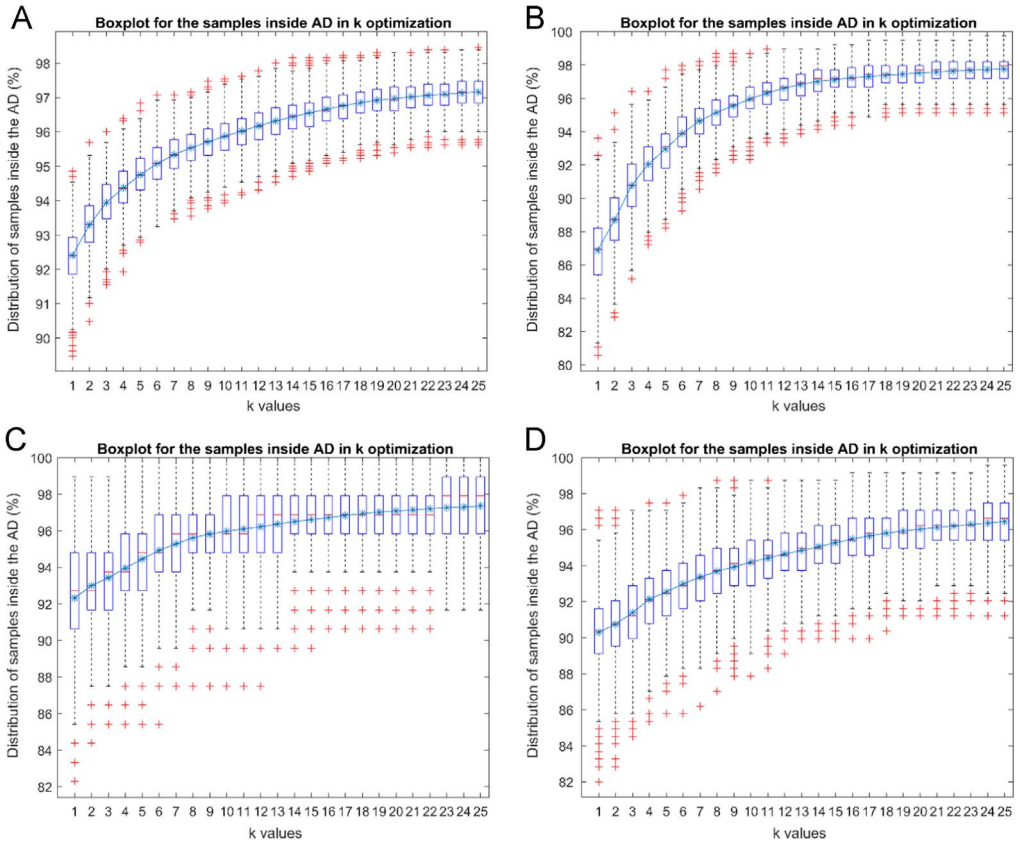 A
Boxplot for the samples inside AD in k optimization
Distribution of samples inside the AD (%)
98
97
96
95
94
93
92
91
90
1 2 3 4 5 6 7 8 9 10 11 12 13 14 15 16 17 18 19 20 21 22 23 24 25
k values
B
Boxplot for the samples inside AD in k optimization
Distribution of samples inside the AD (%)
100
98
96
94
92
90
88
86
84
82
80
1 2 3 4 5 6 7 8 9 10 11 12 13 14 15 16 17 18 19 20 21 22 23 24 25
k values
C
Boxplot for the samples inside AD in k optimization
Distribution of samples inside the AD (%)
100
98
96
94
92
90
88
86
84
82
1 2 3 4 5 6 7 8 9 10 11 12 13 14 15 16 17 18 19 20 21 22 23 24 25
k values
D
Boxplot for the samples inside AD in k optimization
Distribution of samples inside the AD (%)
100
98
96
94
92
90
88
86
84
82
1 2 3 4 5 6 7 8 9 10 11 12 13 14 15 16 17 18 19 20 21 22 23 24 25
k values